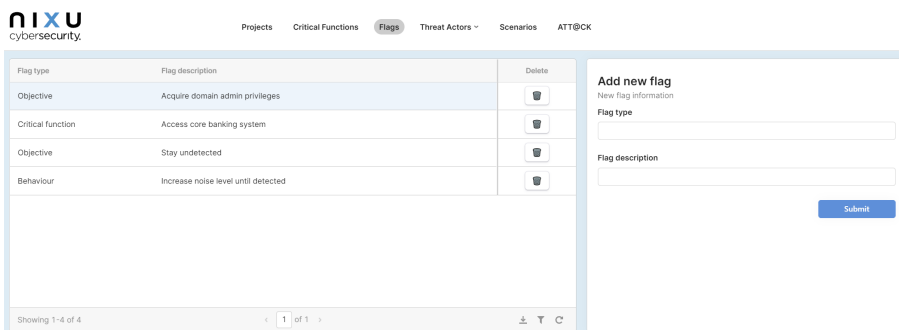 NIXU
cybersecurity.
Projects Critical Functions Flags Threat Actors Scenarios ATT@CK
Flag type Flag description Delete
Objective Acquire domain admin privileges
Critical function Access core banking system
Objective Stay undetected
Behaviour Increase noise level until detected
Showing 1-4 of 4 1 of 1
Add new flag
New flag information
Flag type
Flag description
Submit